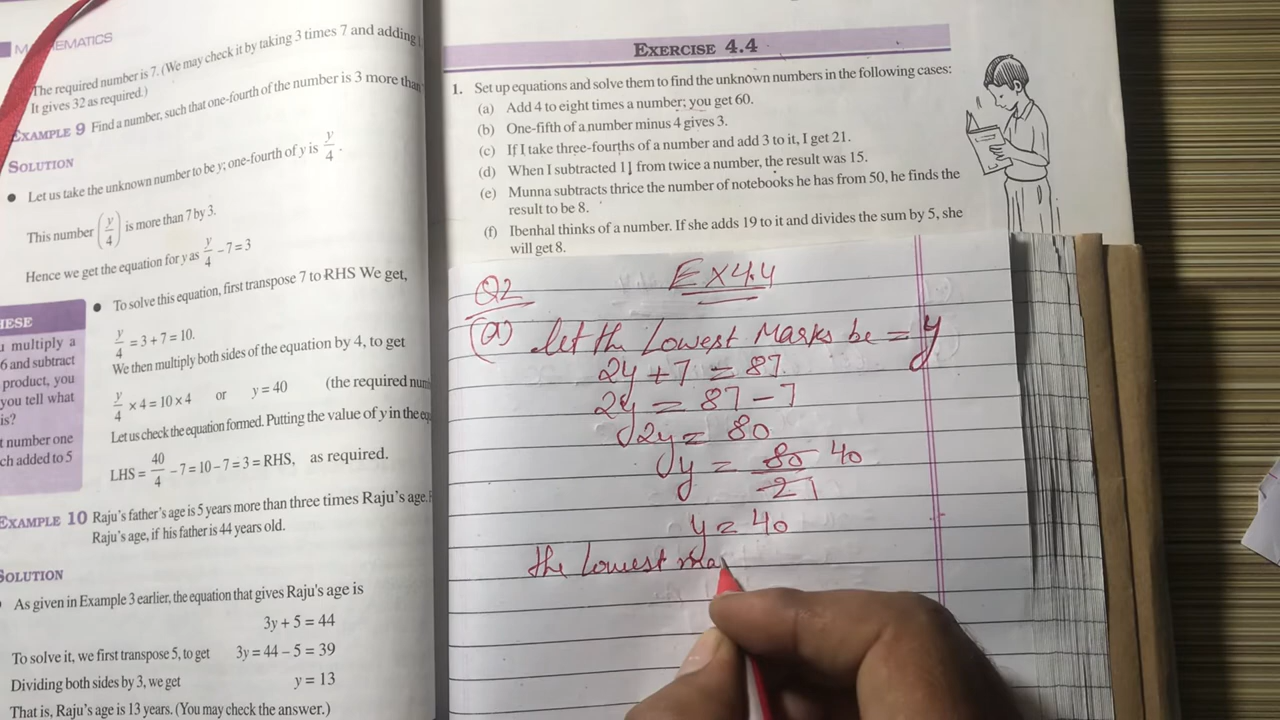 MATHEMATICS
The required number is 7. (We may check it by taking 3 times 7 and adding
It gives 32 as required.)
EXAMPLE 9 Find a number, such that one-fourth of the number is 3 more than
SOLUTION
● Let us take the unknown number to be y; one-fourth of y is y/4.
This number (y/4) is more than 7 by 3.
Hence we get the equation for y as y/4 – 7 = 3
● To solve this equation, first transpose 7 to RHS We get,
y/4 = 3 + 7 = 10.
We then multiply both sides of the equation by 4, to get
y/4 × 4 = 10 × 4 or y = 40 (the required
Let us check the equation formed. Putting the value of y in the
LHS = 40/4 – 7 = 10 – 7 = 3 = RHS, as required.
multiply a
6 and subtract
product, you
you tell what
is?
number one
added to 5
EXAMPLE 10 Raju's father's age is 5 years more than three times Raju's age.
Raju's age, if his father is 44 years old.
SOLUTION
As given in Example 3 earlier, the equation that gives Raju's age is
3y + 5 = 44
To solve it, we first transpose 5, to get 3y = 44 – 5 = 39
Dividing both sides by 3, we get y = 13
That is, Raju's age is 13 years. (You may check the answer.)
EXERCISE 4.4
1. Set up equations and solve them to find the unknown numbers in the following cases:
(a) Add 4 to eight times a number; you get 60.
(b) One-fifth of a number minus 4 gives 3.
(c) If I take three-fourths of a number and add 3 to it, I get 21.
(d) When I subtracted 11 from twice a number, the result was 15.
(e) Munna subtracts thrice the number of notebooks he has from 50, he finds the
result to be 8.
(f) Ibenhal thinks of a number. If she adds 19 to it and divides the sum by 5, she
will get 8.
Ex 4.4
Q2
(a) let the Lowest Marks be = y
2y + 7 = 87
2y = 87 - 7
2y = 80
y = 80/2 40
y = 40
the Lowest ma